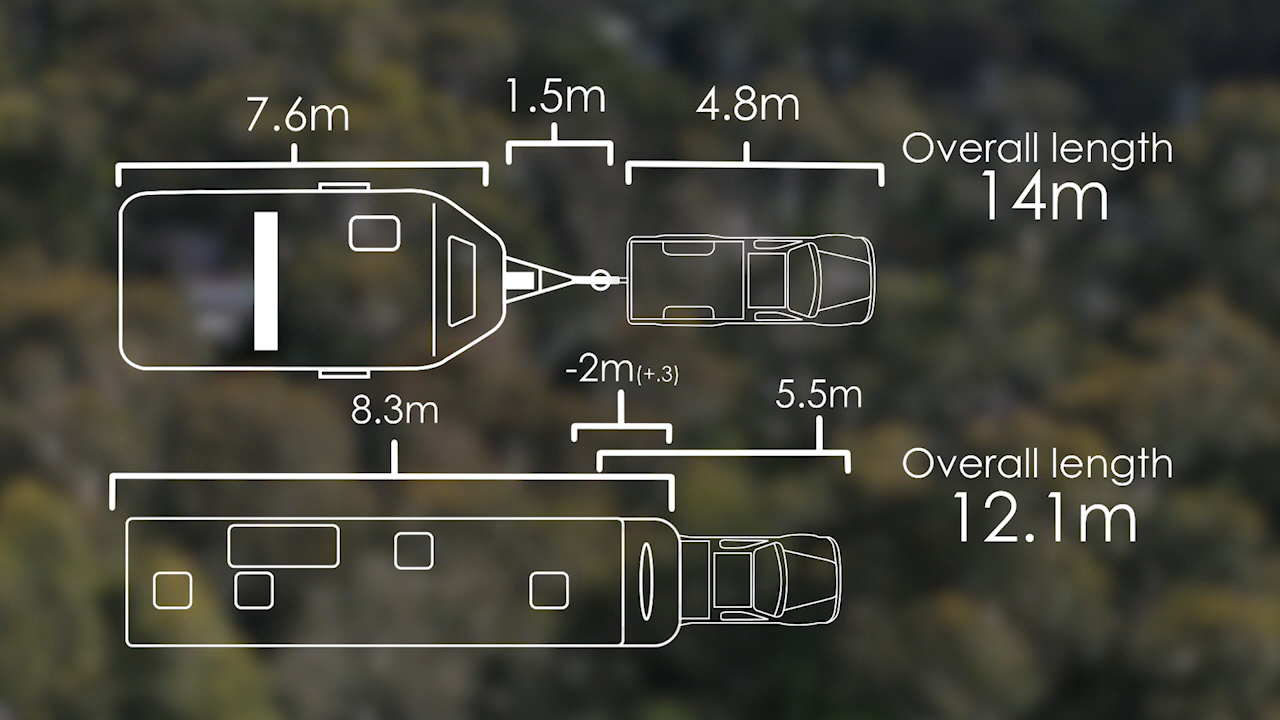 7.6m
1.5m
4.8m
Overall length
14m
-2m(+.3)
8.3m
5.5m
Overall length
12.1m